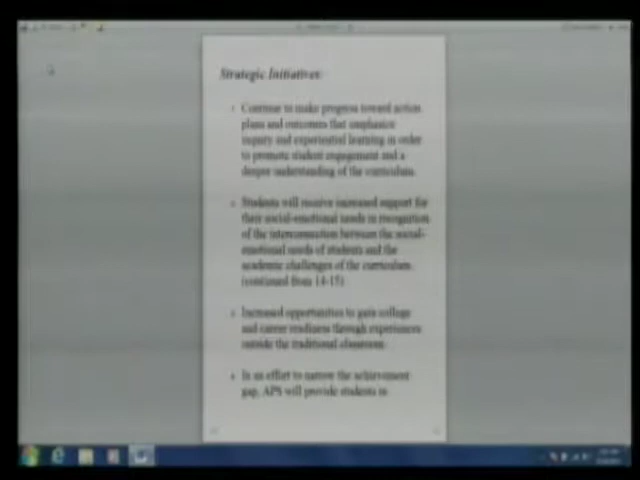 Strategic Initiatives:
Continue to make progress toward action
plans and outcomes that emphasize
inquiry and experiential learning in order
to promote student engagement and a
deeper understanding of the curriculum.
Students will receive increased support for
their social-emotional needs in recognition
of the interconnection between the social-
emotional needs of students and the
academic challenges of the curriculum.
(continued from 14-15)
Increased opportunities to gain college
and career readiness through experiences
outside the traditional classroom.
In an effort to narrow the achievement
gap, APS will provide students in